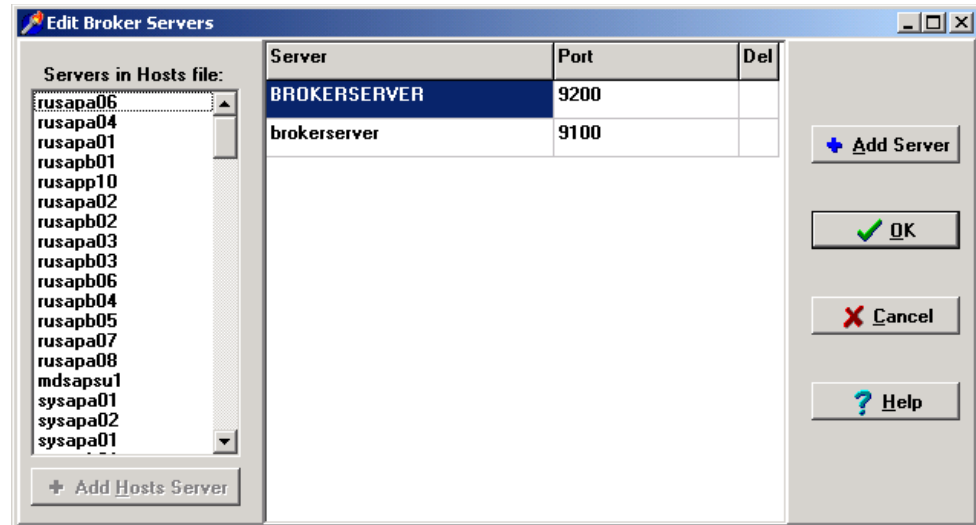 Edit Broker Servers
Servers in Hosts file:
rusapa06
rusapa04
rusapa01
rusapb01
rusapp10
rusapa02
rusapb02
rusapa03
rusapb03
rusapb06
rusapb04
rusapb05
rusapa07
rusapa08
mdsapsu1
sysapa01
sysapa02
sysapa01
Add Hosts Server
Server Port Del
BROKERSERVER 9200
brokerserver 9100
Add Server
OK
Cancel
Help